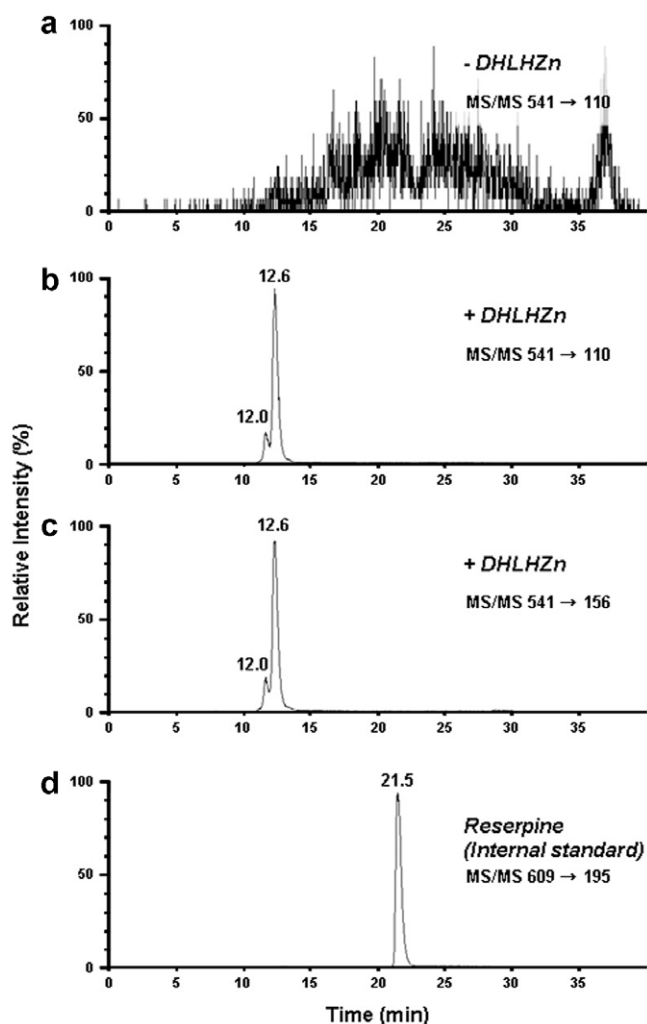 a
100
50
0
- DHLHZn
MS/MS 541 → 110
0 5 10 15 20 25 30 35
b
100
50
0
12.6
12.0
+ DHLHZn
MS/MS 541 → 110
0 5 10 15 20 25 30 35
Relative Intensity (%)
c
100
50
0
12.6
12.0
+ DHLHZn
MS/MS 541 → 156
0 5 10 15 20 25 30 35
d
100
50
0
21.5
Reserpine
(Internal standard)
MS/MS 609 → 195
0 5 10 15 20 25 30 35
Time (min)